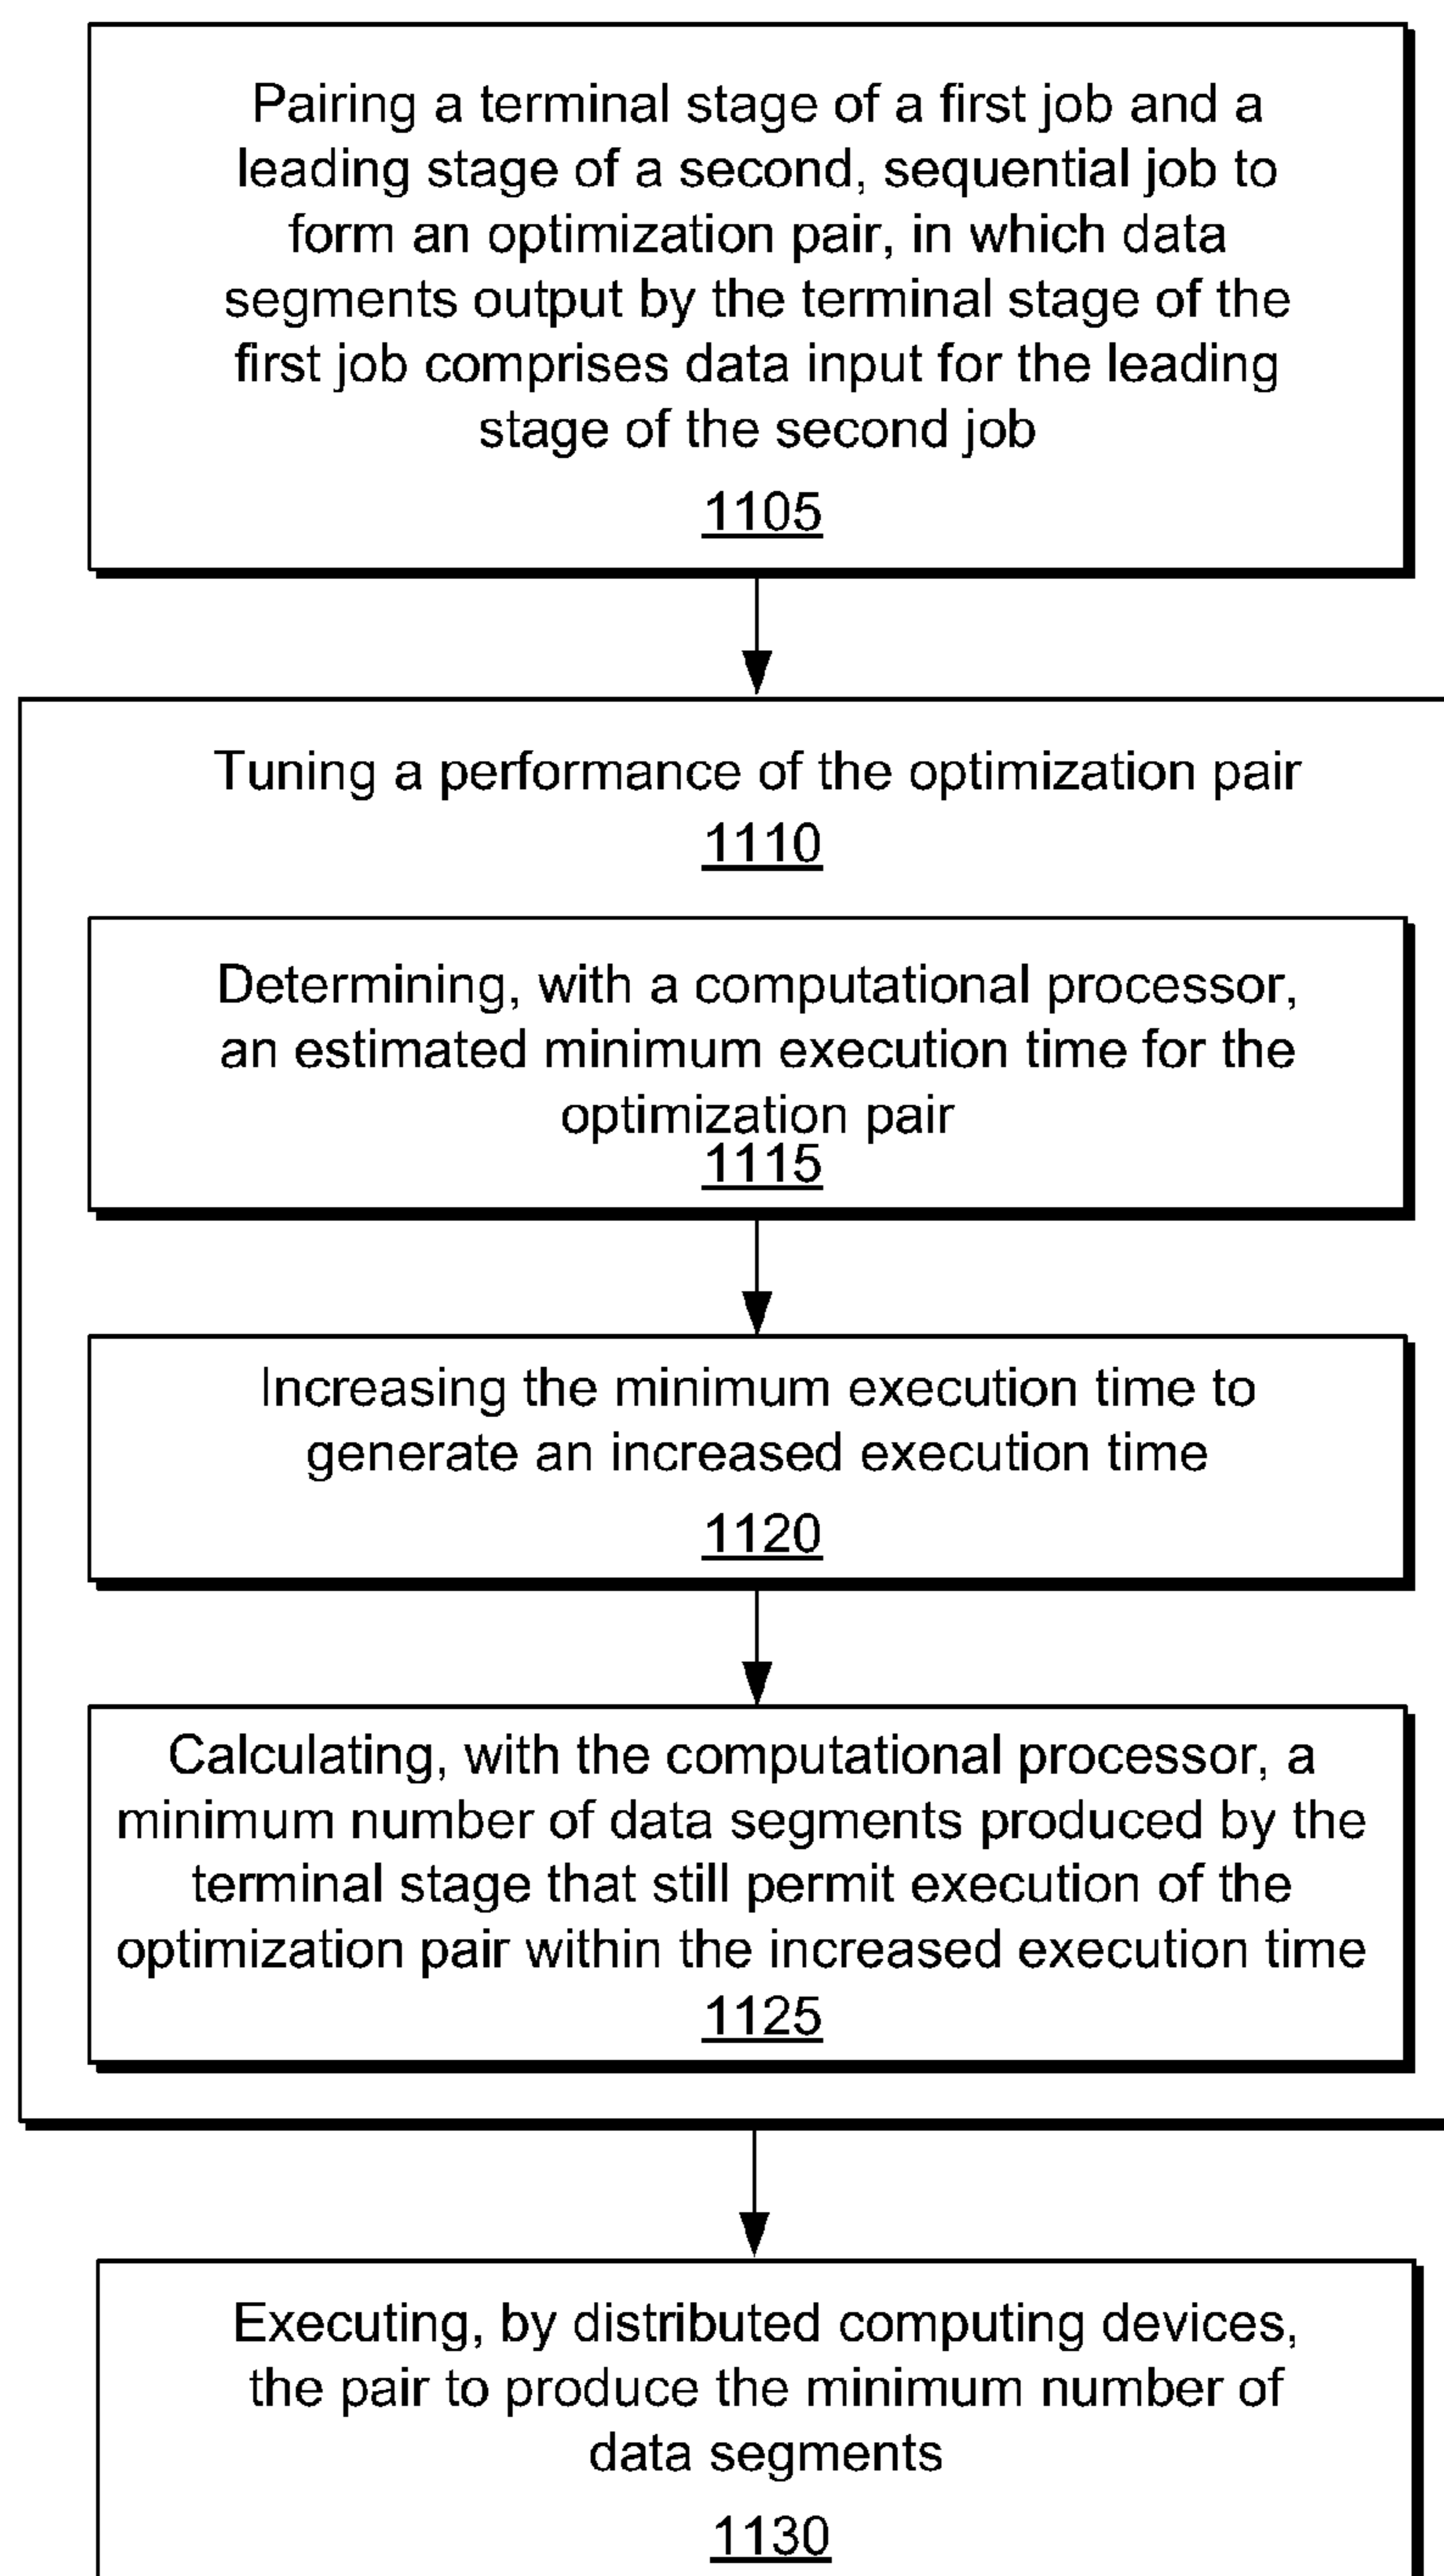 Pairing a terminal stage of a first job and a
leading stage of a second, sequential job to
form an optimization pair, in which data
segments output by the terminal stage of the
first job comprises data input for the leading
stage of the second job
1105
Tuning a performance of the optimization pair
1110
Determining, with a computational processor,
an estimated minimum execution time for the
optimization pair
1115
Increasing the minimum execution time to
generate an increased execution time
1120
Calculating, with the computational processor, a
minimum number of data segments produced by the
terminal stage that still permit execution of the
optimization pair within the increased execution time
1125
Executing, by distributed computing devices,
the pair to produce the minimum number of
data segments
1130